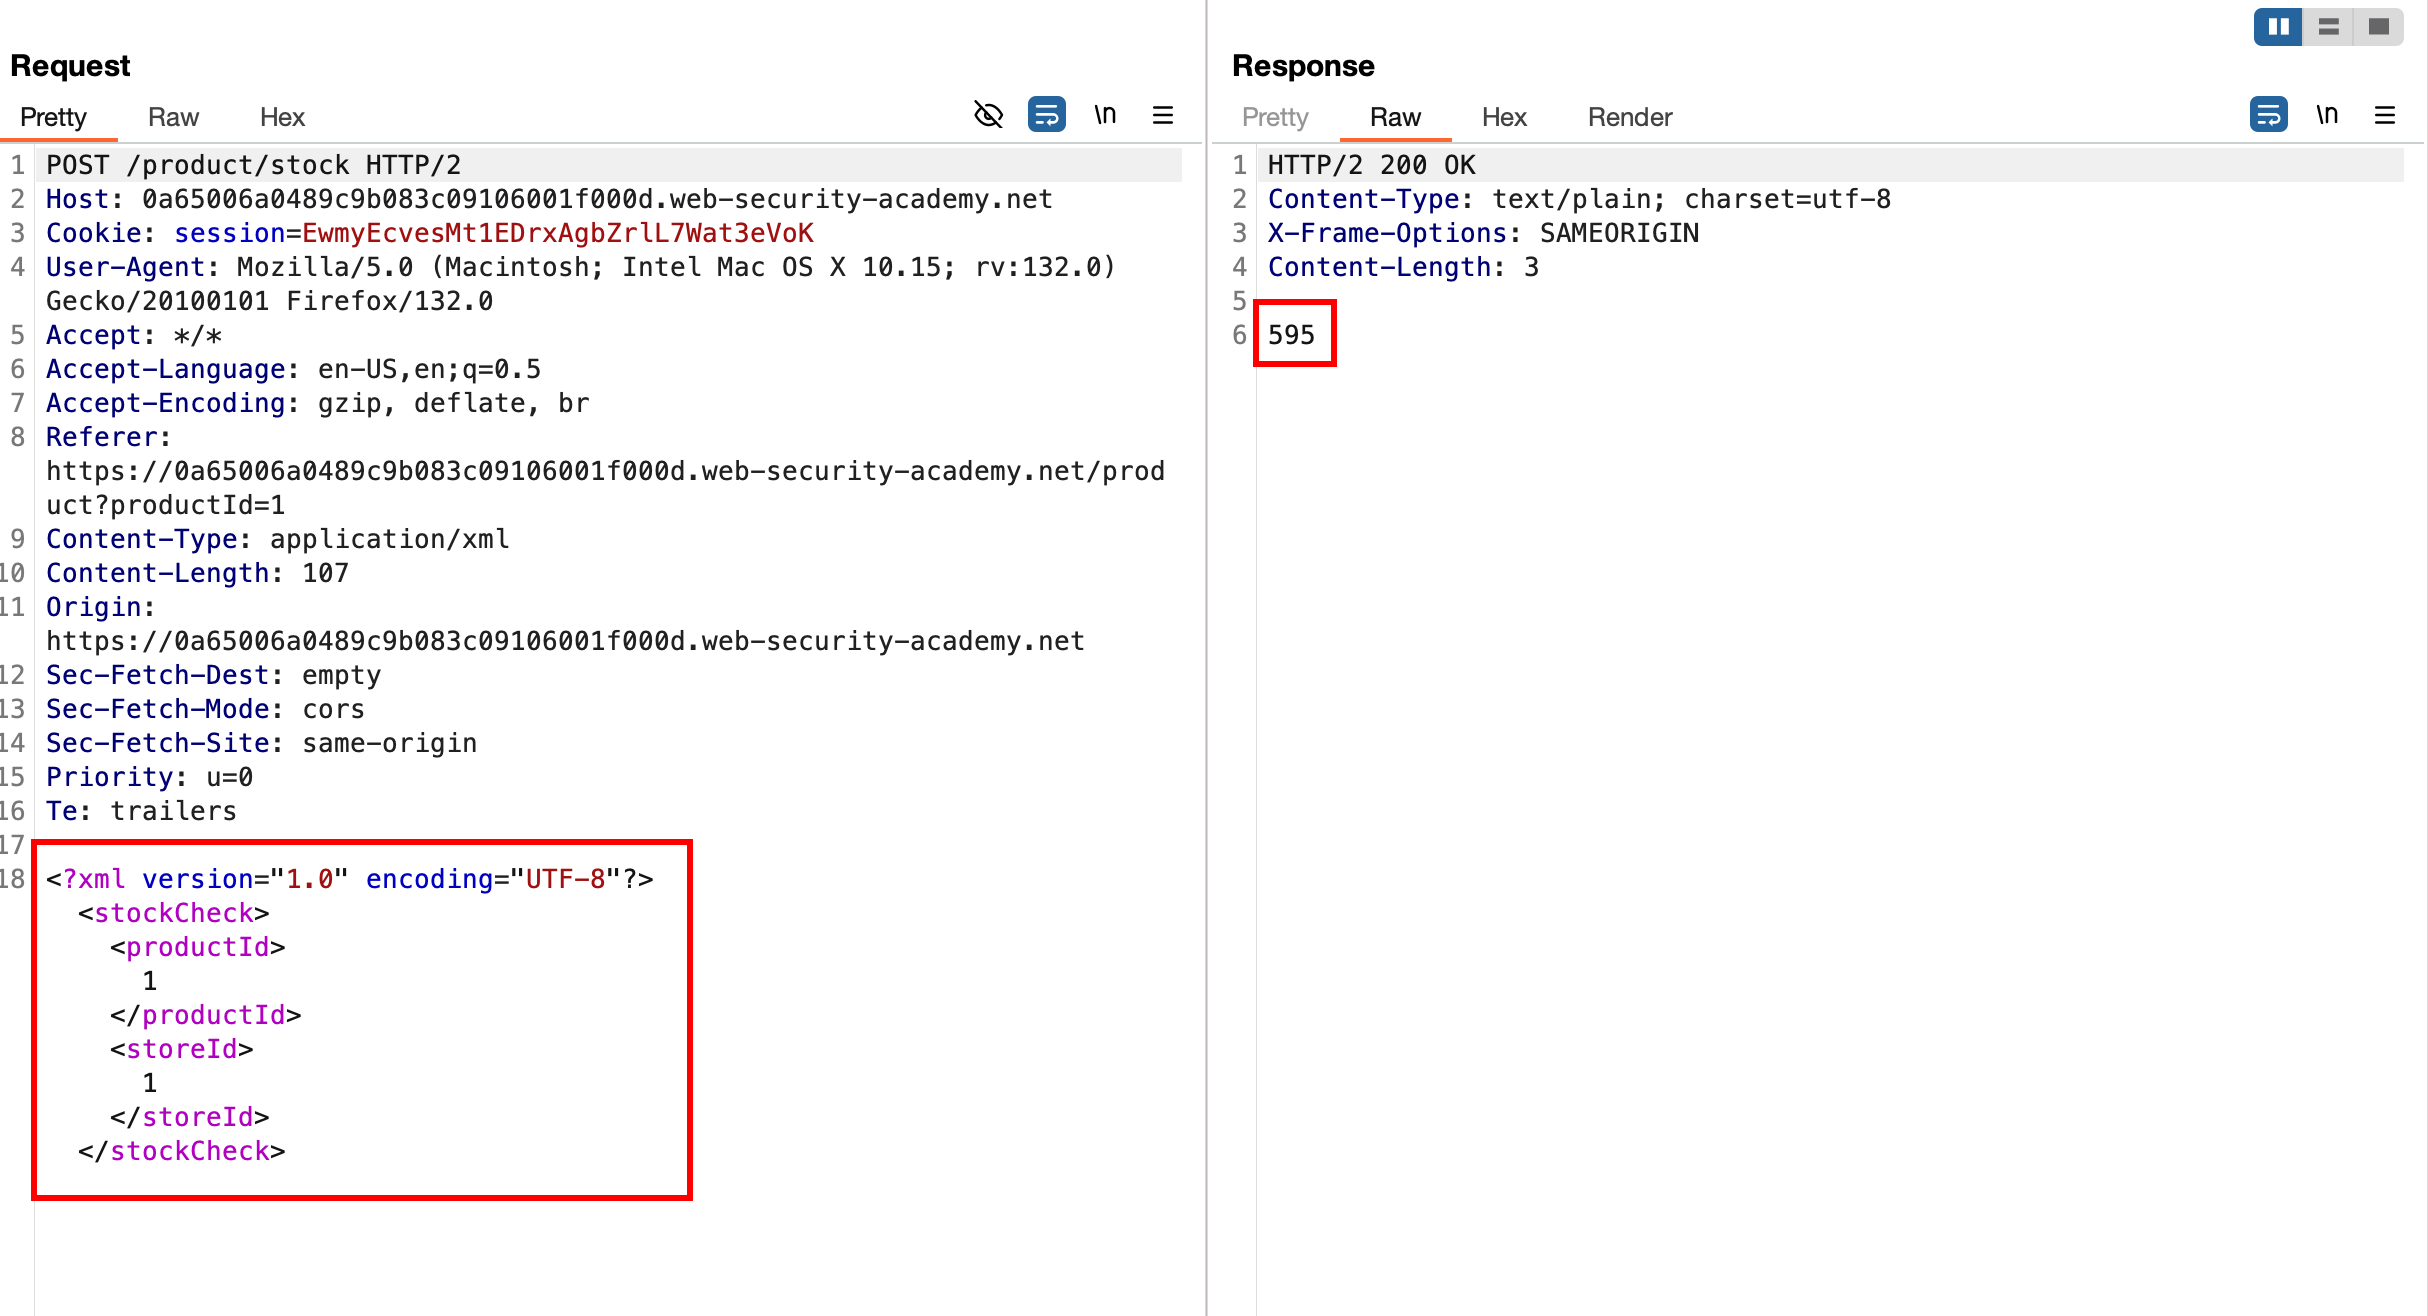 Request
Pretty Raw Hex \n
1 POST /product/stock HTTP/2
2 Host: 0a65006a0489c9b083c09106001f000d.web-security-academy.net
3 Cookie: session=EwmyEcvesMt1EDrxAgbZrlL7Wat3eVoK
4 User-Agent: Mozilla/5.0 (Macintosh; Intel Mac OS X 10.15; rv:132.0)
Gecko/20100101 Firefox/132.0
5 Accept: */*
6 Accept-Language: en-US,en;q=0.5
7 Accept-Encoding: gzip, deflate, br
8 Referer:
https://0a65006a0489c9b083c09106001f000d.web-security-academy.net/prod
uct?productId=1
9 Content-Type: application/xml
10 Content-Length: 107
11 Origin:
https://0a65006a0489c9b083c09106001f000d.web-security-academy.net
12 Sec-Fetch-Dest: empty
13 Sec-Fetch-Mode: cors
14 Sec-Fetch-Site: same-origin
15 Priority: u=0
16 Te: trailers
17
18 <?xml version="1.0" encoding="UTF-8"?>
<stockCheck>
<productId>
1
</productId>
<storeId>
1
</storeId>
</stockCheck>
Response
Pretty Raw Hex Render \n
1 HTTP/2 200 OK
2 Content-Type: text/plain; charset=utf-8
3 X-Frame-Options: SAMEORIGIN
4 Content-Length: 3
5
6 595